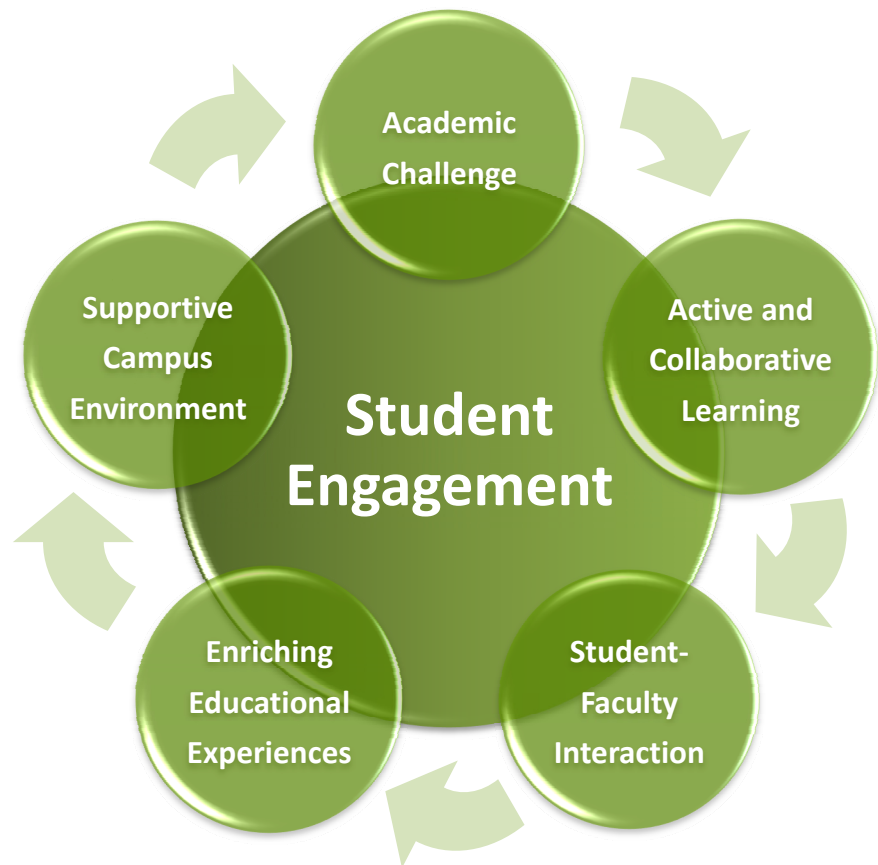 Academic
Challenge
Active and
Collaborative
Learning
Student-
Faculty
Interaction
Enriching
Educational
Experiences
Supportive
Campus
Environment
Student
Engagement